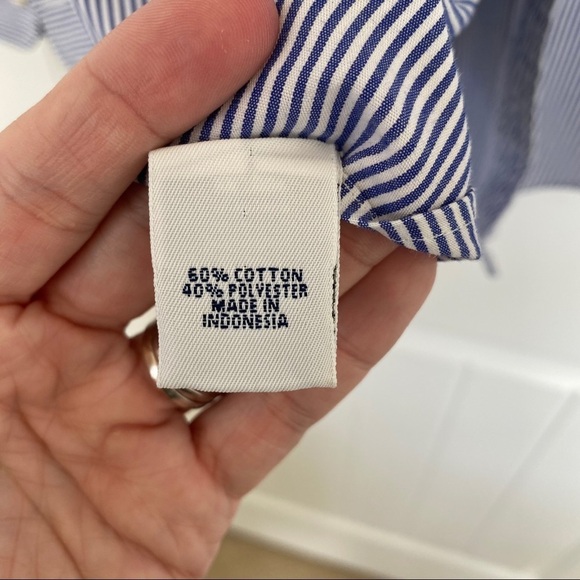 60% COTTON
40% POLYESTER
MADE IN
INDONESIA